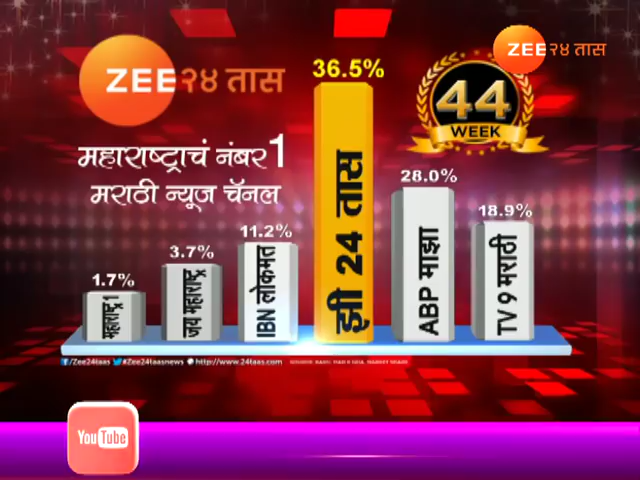 ZEE २४ तास
ZEE २४ तास
महाराष्ट्राचं नंबर 1
मराठी न्यूज चॅनल
44
WEEK
1.7%
महाराष्ट्र 1
3.7%
जय महाराष्ट्र
11.2%
IBN लोकमत
36.5%
झी 24 तास
28.0%
ABP माझा
18.9%
TV 9 मराठी
/Zee24taas #Zee24taasnews http://www.24taas.com
You Tube